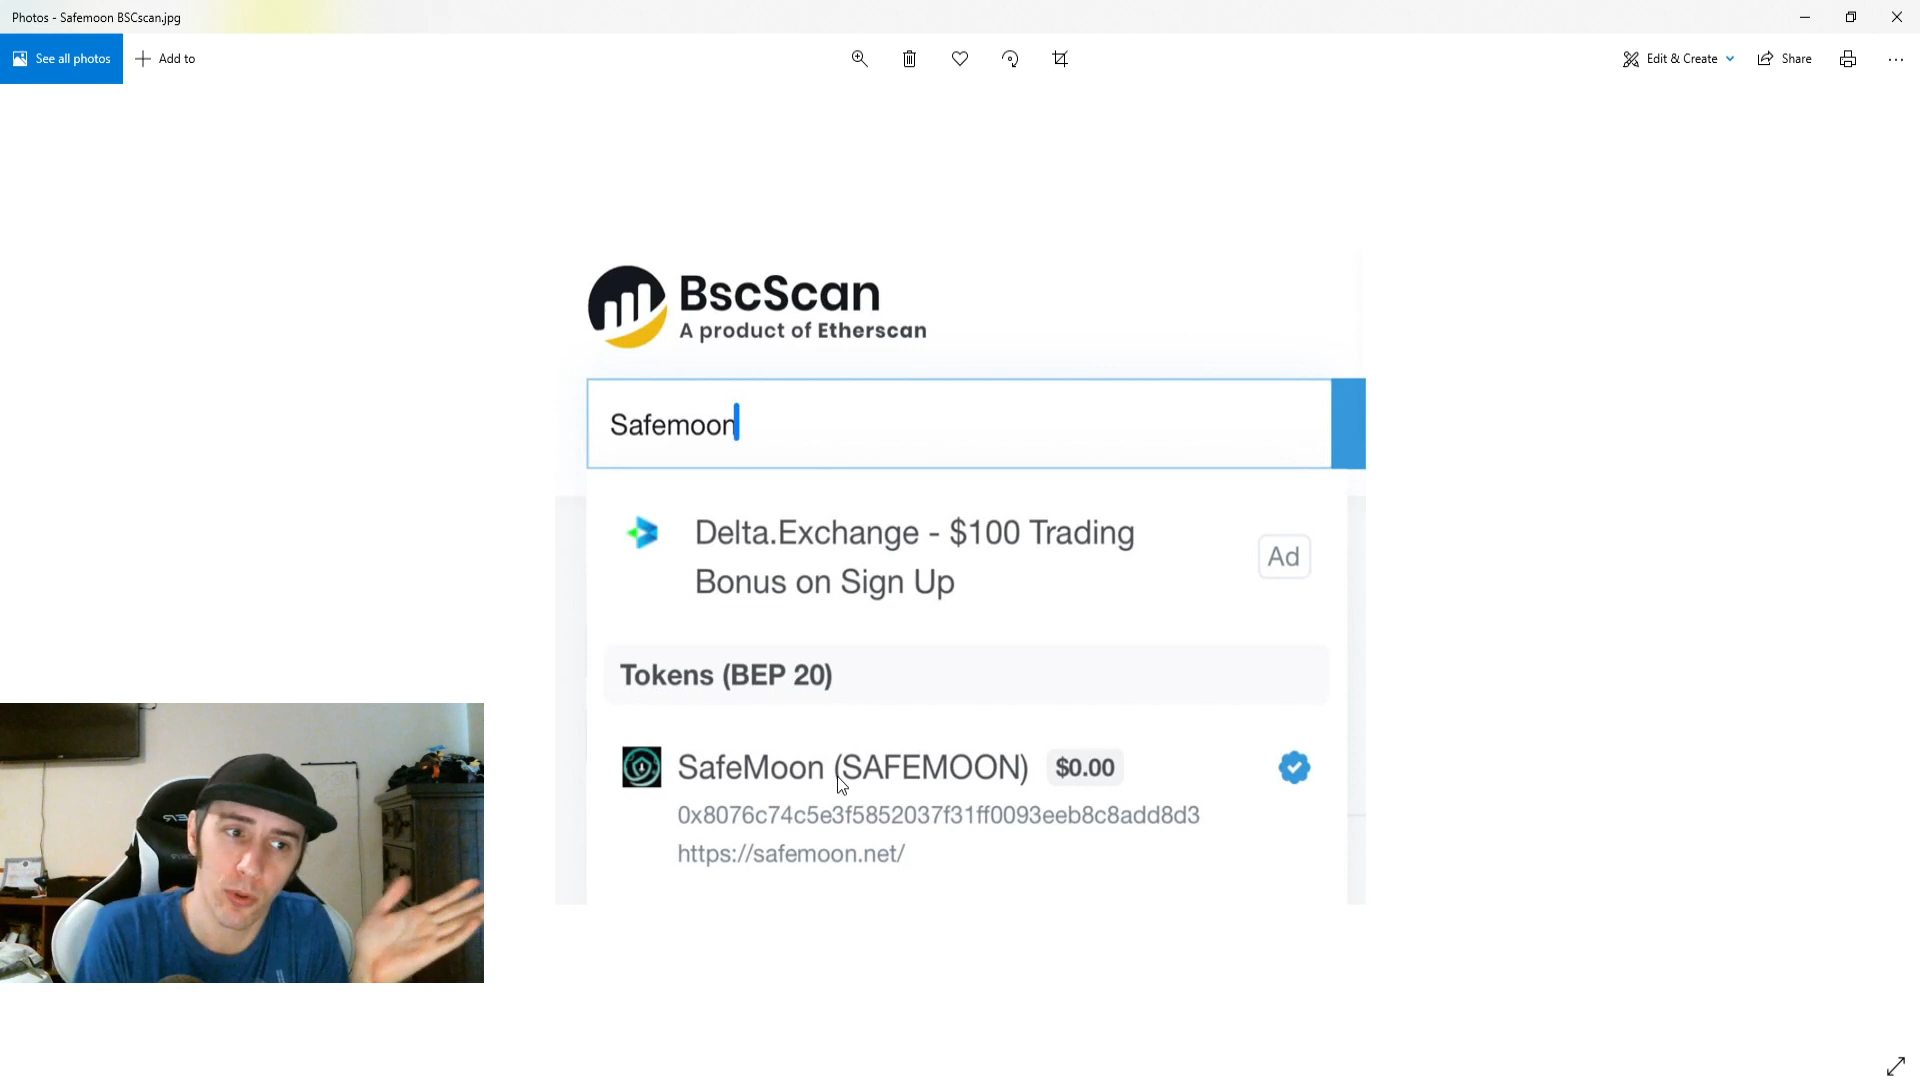 Photos - Safemoon BSCscan.jpg
See all photos
Add to
Edit & Create
Share
BscScan
A product of Etherscan
Safemoon
Delta.Exchange - $100 Trading
Bonus on Sign Up
Ad
Tokens (BEP 20)
SafeMoon (SAFEMOON) $0.00
0x8076c74c5e3f5852037f31ff0093eeb8c8add8d3
https://safemoon.net/